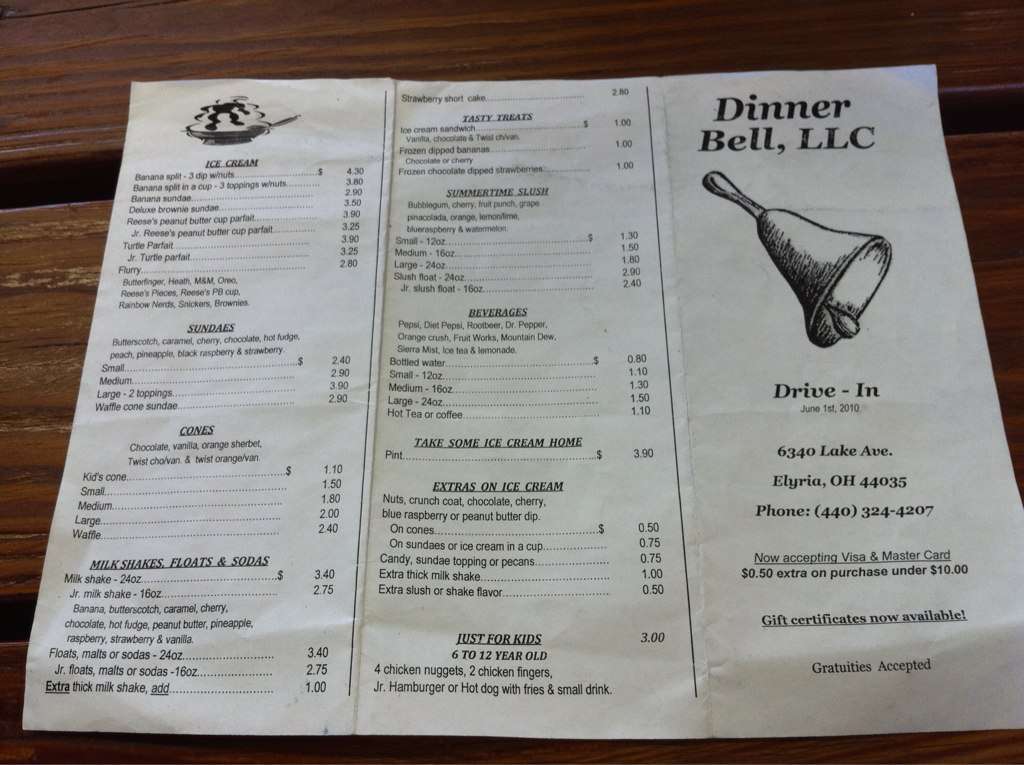 ICE CREAM
Banana split - 3 dip w/nuts....................$ 4.30
Banana split in a cup - 3 toppings w/nuts........... 3.80
Banana sundae.................... 2.90
Deluxe brownie sundae.................... 3.50
Reese's peanut butter cup parfait.................... 3.90
Jr. Reese's peanut butter cup parfait.............. 3.25
Turtle Parfait.................... 3.90
Jr. Turtle parfait.................... 3.25
Flurry.................... 2.80
Butterfinger, Heath, M&M, Oreo,
Reese's Pieces, Reese's PB cup,
Rainbow Nerds, Snickers, Brownies.
SUNDAES
Butterscotch, caramel, cherry, chocolate, hot fudge,
peach, pineapple, black raspberry & strawberry.
Small....................$ 2.40
Medium.................... 2.90
Large - 2 toppings.................... 3.90
Waffle cone sundae.................... 2.90
CONES
Chocolate, vanilla, orange sherbet,
Twist cho/van. & twist orange/van.
Kid's cone....................$ 1.10
Small.................... 1.50
Medium.................... 1.80
Large.................... 2.00
Waffle.................... 2.40
MILK SHAKES, FLOATS & SODAS
Milk shake - 24oz....................$ 3.40
Jr. milk shake - 16oz.................... 2.75
Banana, butterscotch, caramel, cherry,
chocolate, hot fudge, peanut butter, pineapple,
raspberry, strawberry & vanilla.
Floats, malts or sodas - 24oz.................... 3.40
Jr. floats, malts or sodas -16oz.................... 2.75
Extra thick milk shake, add.................... 1.00
Strawberry short cake.................... 2.80
TASTY TREATS
Ice cream sandwich....................$ 1.00
Vanilla, chocolate & Twist ch/van.
Frozen dipped bananas.................... 1.00
Chocolate or cherry
Frozen chocolate dipped strawberries.............. 1.00
SUMMERTIME SLUSH
Bubblegum, cherry, fruit punch, grape
pinacolada, orange, lemon/lime,
blueraspberry & watermelon.
Small - 12oz....................$ 1.30
Medium - 16oz.................... 1.50
Large - 24oz.................... 1.80
Slush float - 24oz.................... 2.90
Jr. slush float - 16oz.................... 2.40
BEVERAGES
Pepsi, Diet Pepsi, Rootbeer, Dr. Pepper,
Orange crush, Fruit Works, Mountain Dew,
Sierra Mist, Ice tea & lemonade.
Bottled water....................$ 0.80
Small - 12oz.................... 1.10
Medium - 16oz.................... 1.30
Large - 24oz.................... 1.50
Hot Tea or coffee.................... 1.10
TAKE SOME ICE CREAM HOME
Pint....................$ 3.90
EXTRAS ON ICE CREAM
Nuts, crunch coat, chocolate, cherry,
blue raspberry or peanut butter dip.
On cones....................$ 0.50
On sundaes or ice cream in a cup.................... 0.75
Candy, sundae topping or pecans.................... 0.75
Extra thick milk shake.................... 1.00
Extra slush or shake flavor.................... 0.50
JUST FOR KIDS 3.00
6 TO 12 YEAR OLD
4 chicken nuggets, 2 chicken fingers,
Jr. Hamburger or Hot dog with fries & small drink.
Dinner
Bell, LLC
Drive - In
June 1st, 2010
6340 Lake Ave.
Elyria, OH 44035
Phone: (440) 324-4207
Now accepting Visa & Master Card
$0.50 extra on purchase under $10.00
Gift certificates now available!
Gratuities Accepted